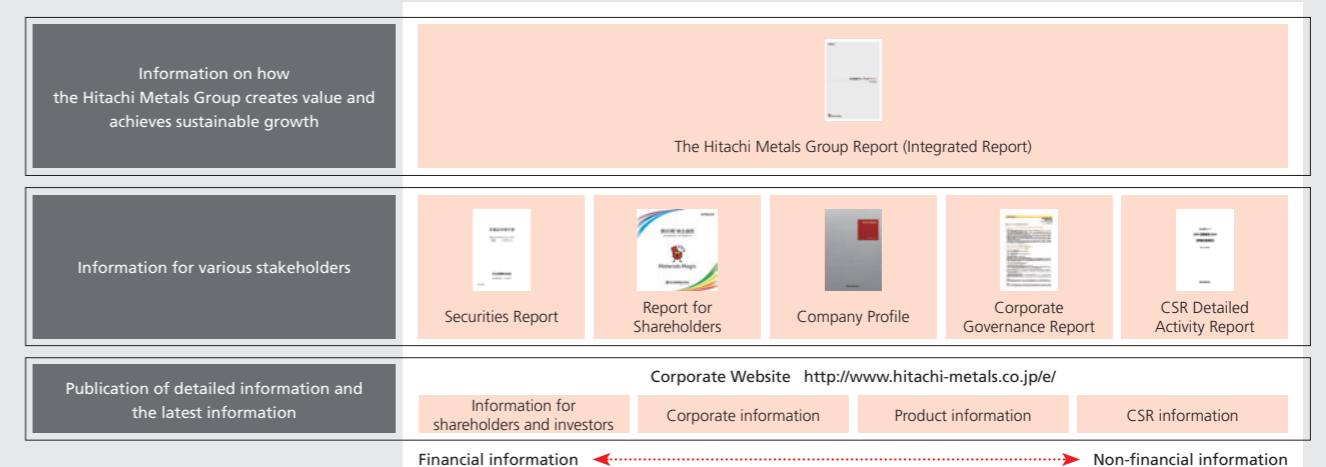 Information on how
the Hitachi Metals Group creates value and
achieves sustainable growth
The Hitachi Metals Group Report (Integrated Report)
Information for various stakeholders
Materials Magic
Securities Report
Report for
Shareholders
Company Profile
Corporate
Governance Report
CSR Detailed
Activity Report
Publication of detailed information and
the latest information
Corporate Website http://www.hitachi-metals.co.jp/e/
Information for
shareholders and investors
Corporate information
Product information
CSR information
Financial information
Non-financial information